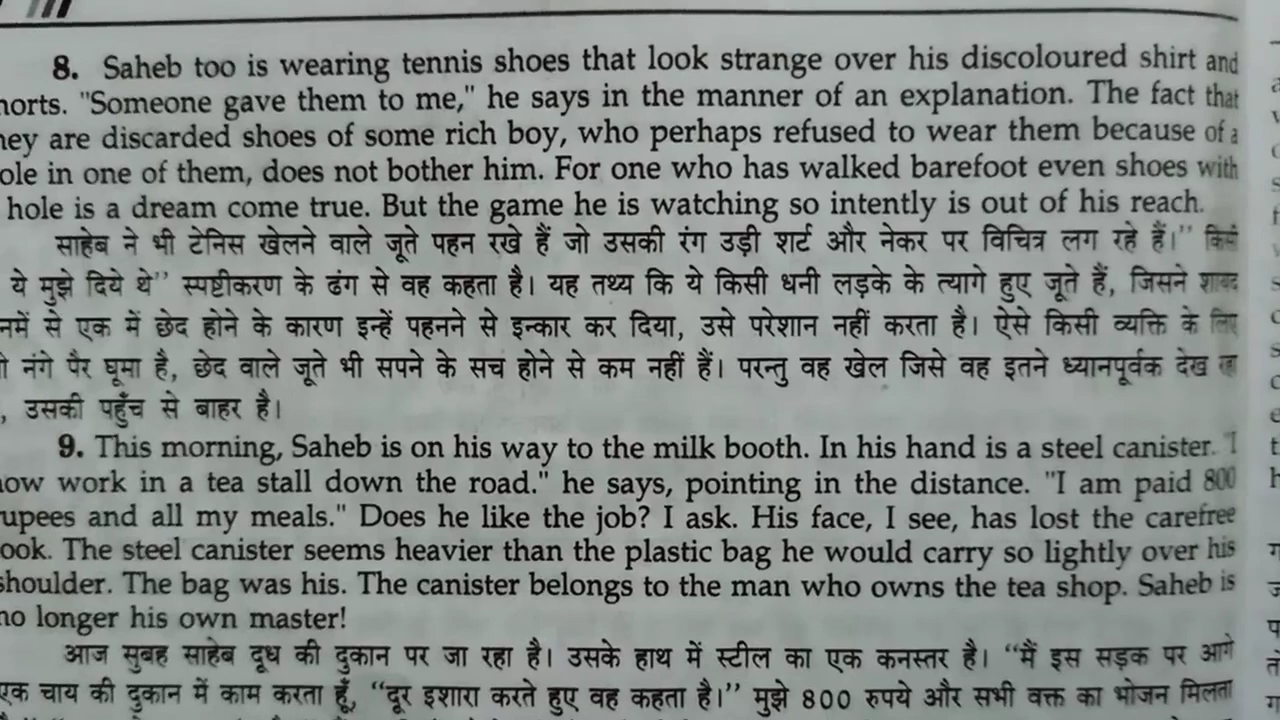 8. Saheb too is wearing tennis shoes that look strange over his discoloured shirt and
horts. "Someone gave them to me," he says in the manner of an explanation. The fact that
hey are discarded shoes of some rich boy, who perhaps refused to wear them because of a
ole in one of them, does not bother him. For one who has walked barefoot even shoes with
hole is a dream come true. But the game he is watching so intently is out of his reach.
साहेब ने भी टेनिस खेलने वाले जूते पहन रखे हैं जो उसकी रंग उड़ी शर्ट और नेकर पर विचित्र लग रहे हैं।" किसी
ये मुझे दिये थे" स्पष्टीकरण के ढंग से वह कहता है। यह तथ्य कि ये किसी धनी लड़के के त्यागे हुए जूते हैं, जिसने शायद
नमें से एक में छेद होने के कारण इन्हें पहनने से इन्कार कर दिया, उसे परेशान नहीं करता है। ऐसे किसी व्यक्ति के लिए
नंगे पैर घूमा है, छेद वाले जूते भी सपने के सच होने से कम नहीं हैं। परन्तु वह खेल जिसे वह इतने ध्यानपूर्वक देख
, उसकी पहुँच से बाहर है।
9. This morning, Saheb is on his way to the milk booth. In his hand is a steel canister. "I
now work in a tea stall down the road." he says, pointing in the distance. "I am paid 800
rupees and all my meals." Does he like the job? I ask. His face, I see, has lost the carefree
ook. The steel canister seems heavier than the plastic bag he would carry so lightly over his
shoulder. The bag was his. The canister belongs to the man who owns the tea shop. Saheb is
no longer his own master!
आज सुबह साहेब दूध की दुकान पर जा रहा है। उसके हाथ में स्टील का एक कनस्तर है। "मैं इस सड़क पर आगे
एक चाय की दुकान में काम करता हूँ, "दूर इशारा करते हुए वह कहता है।" मुझे 800 रुपये और सभी वक्त का भोजन मिलता